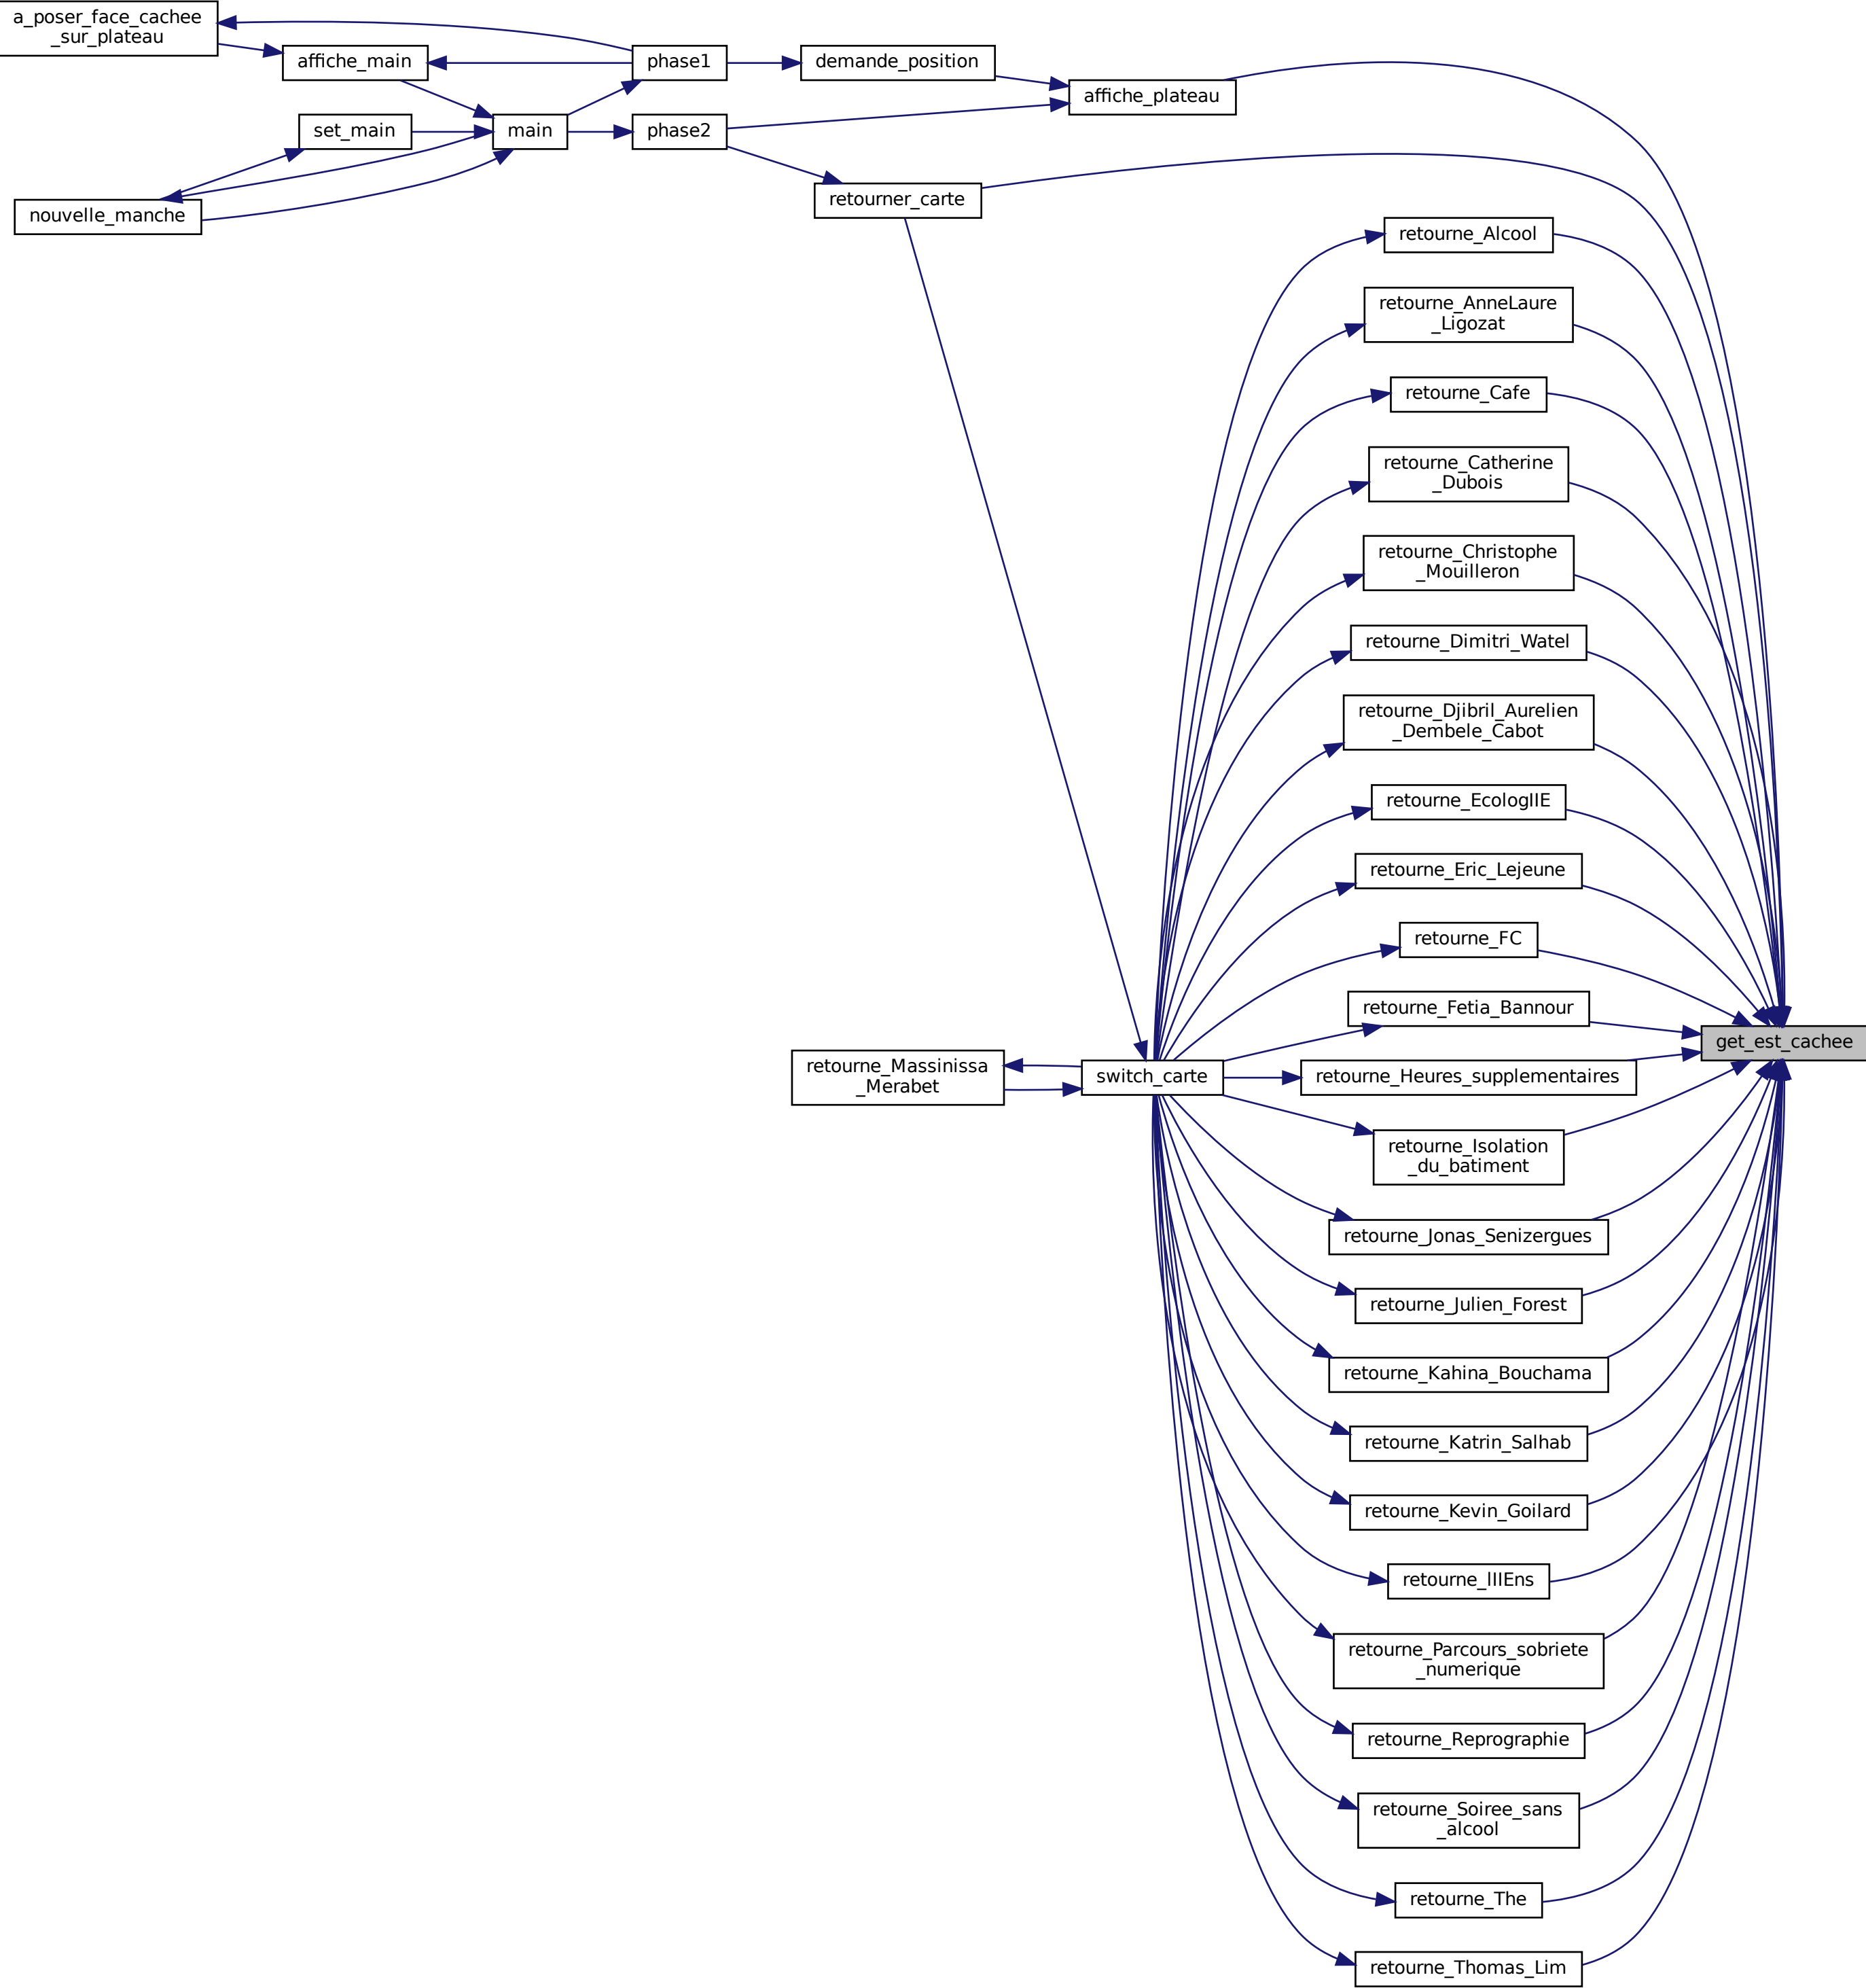 a_poser_face_cachee
_sur_plateau
affiche_main
phase1
demande_position
affiche_plateau
set_main
main
phase2
nouvelle_manche
retourner_carte
retourne_Alcool
retourne_AnneLaure
_Ligozat
retourne_Cafe
retourne_Catherine
_Dubois
retourne_Christophe
_Mouilleron
retourne_Dimitri_Watel
retourne_Djibril_Aurelien
_Dembele_Cabot
retourne_EcologIIE
retourne_Eric_Lejeune
retourne_FC
retourne_Fetia_Bannour
get_est_cachee
retourne_Massinissa
_Merabet
switch_carte
retourne_Heures_supplementaires
retourne_Isolation
_du_batiment
retourne_Jonas_Senizergues
retourne_Julien_Forest
retourne_Kahina_Bouchama
retourne_Katrin_Salhab
retourne_Kevin_Goilard
retourne_lIIEns
retourne_Parcours_sobriete
_numerique
retourne_Reprographie
retourne_Soiree_sans
_alcool
retourne_The
retourne_Thomas_Lim